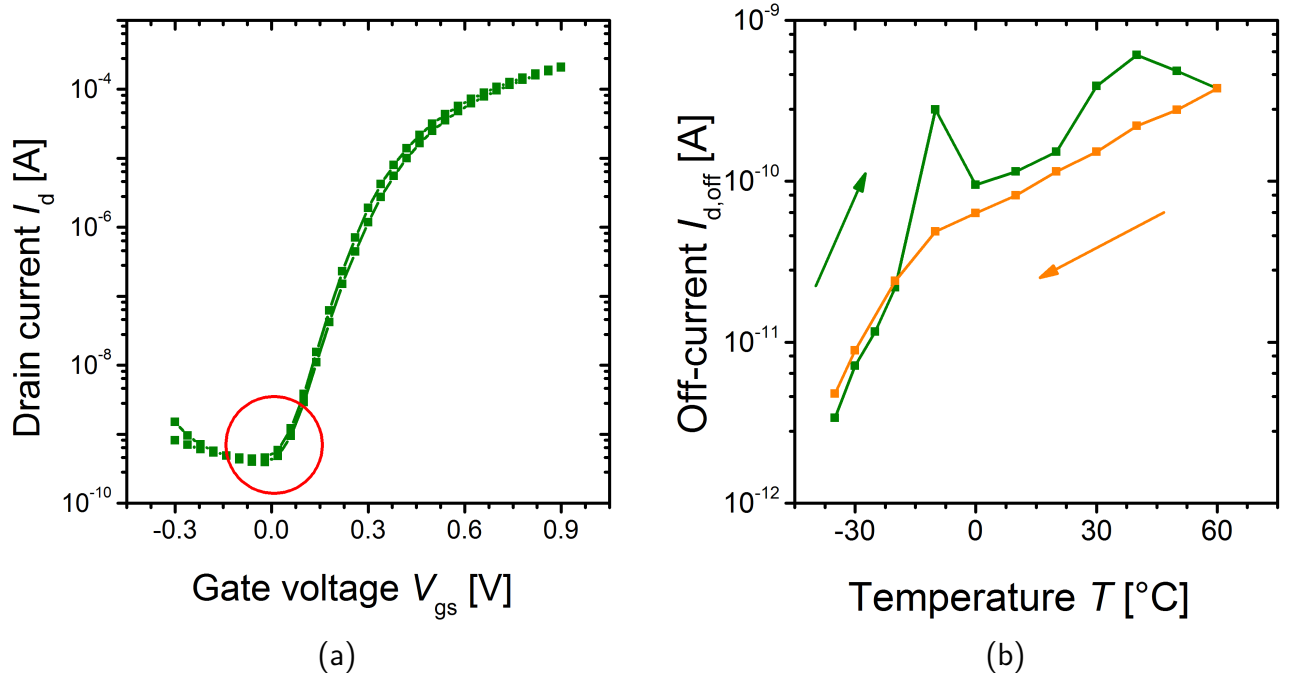 Drain current I_d [A]
10^-4
10^-6
10^-8
10^-10
-0.3 0.0 0.3 0.6 0.9
Gate voltage V_gs [V]
(a)
Off-current I_d,off [A]
10^-9
10^-10
10^-11
10^-12
-30 0 30 60
Temperature T [°C]
(b)